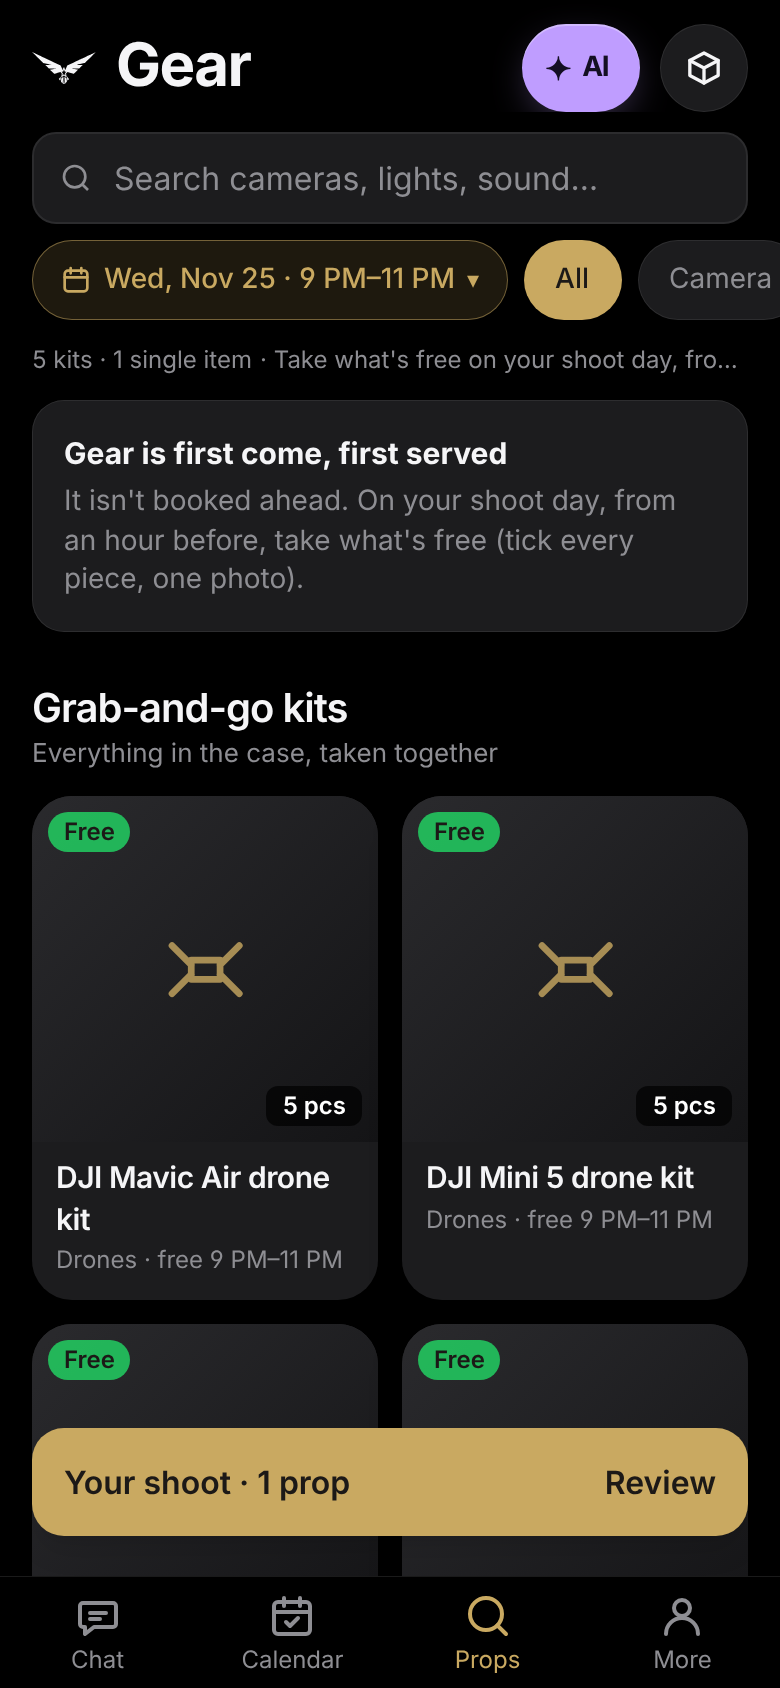 Gear
AI
Search cameras, lights, sound...
Wed, Nov 25 · 9 PM–11 PM ▾
All
Camera
5 kits · 1 single item · Take what's free on your shoot day, fro...
Gear is first come, first served
It isn't booked ahead. On your shoot day, from
an hour before, take what's free (tick every
piece, one photo).
Grab-and-go kits
Everything in the case, taken together
Free
5 pcs
DJI Mavic Air drone
kit
Drones · free 9 PM–11 PM
Free
5 pcs
DJI Mini 5 drone kit
Drones · free 9 PM–11 PM
Free
Free
Your shoot · 1 prop
Review
Chat
Calendar
Props
More